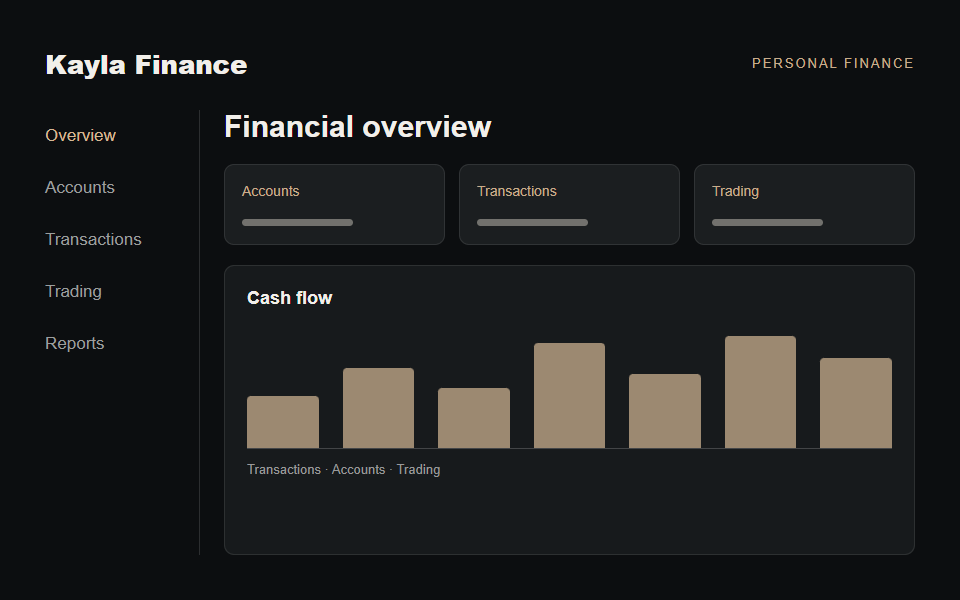 Kayla Finance
PERSONAL FINANCE
Overview
Accounts
Transactions
Trading
Reports
Financial overview
Accounts
Transactions
Trading
Cash flow
Transactions · Accounts · Trading